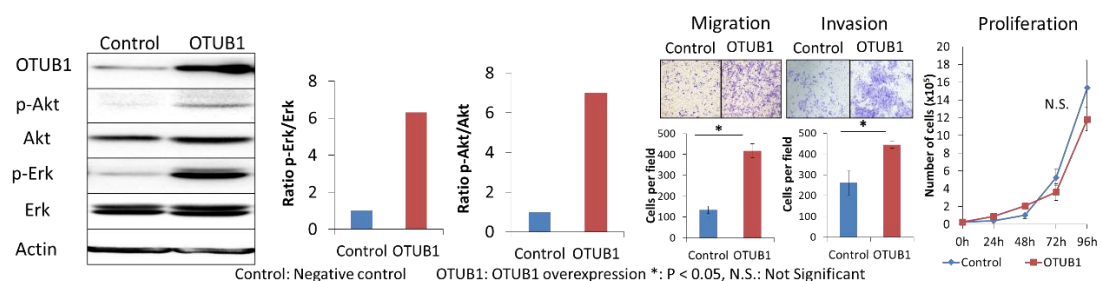 Control OTUB1
OTUB1
p-Akt
Akt
p-Erk
Erk
Actin
Ratio p-Erk/Erk
8
6
4
2
0
Control OTUB1
Ratio p-Akt/Akt
8
6
4
2
0
Control OTUB1
Migration
Control OTUB1
*
Cells per field
500
400
300
200
100
0
Control OTUB1
Invasion
Control OTUB1
*
Cells per field
500
400
300
200
100
0
Control OTUB1
Proliferation
Number of cells (x10⁵)
20
18
16
14
12
10
8
6
4
2
0
N.S.
0h 24h 48h 72h 96h
Control OTUB1
Control: Negative control OTUB1: OTUB1 overexpression *: P < 0.05, N.S.: Not Significant